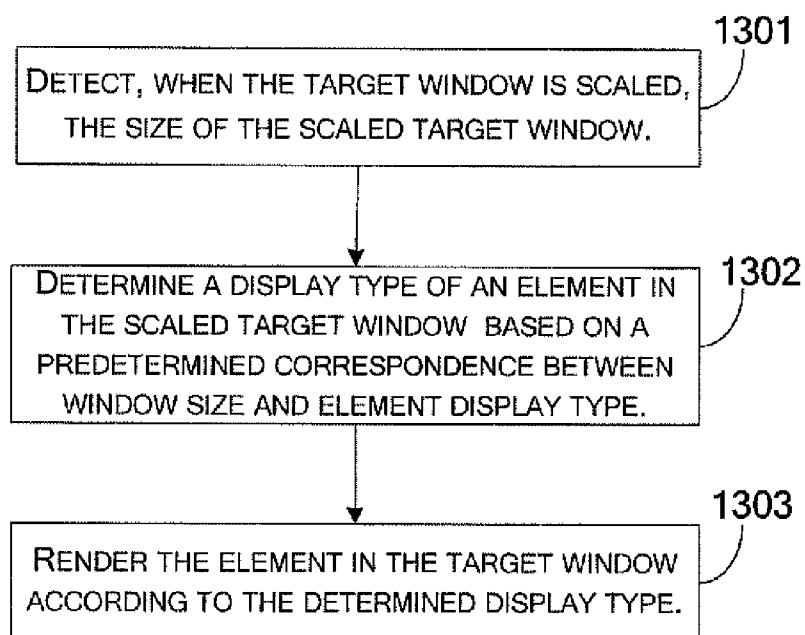 1301
DETECT, WHEN THE TARGET WINDOW IS SCALED,
THE SIZE OF THE SCALED TARGET WINDOW.
1302
DETERMINE A DISPLAY TYPE OF AN ELEMENT IN
THE SCALED TARGET WINDOW BASED ON A
PREDETERMINED CORRESPONDENCE BETWEEN
WINDOW SIZE AND ELEMENT DISPLAY TYPE.
1303
RENDER THE ELEMENT IN THE TARGET WINDOW
ACCORDING TO THE DETERMINED DISPLAY TYPE.